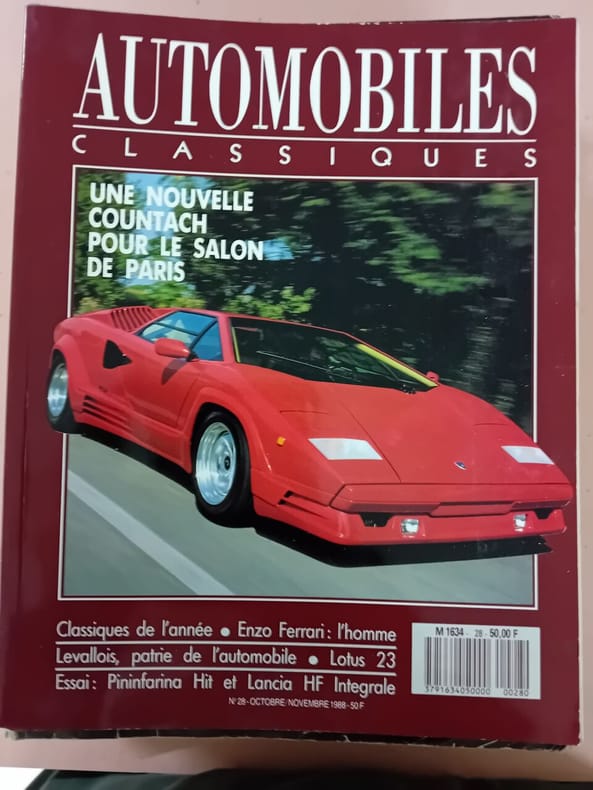 AUTOMOBILES
CLASSIQUES
UNE NOUVELLE
COUNTACH
POUR LE SALON
DE PARIS
Classiques de l'année • Enzo Ferrari : l'homme
Levallois, patrie de l'automobile • Lotus 23
Essai : Pininfarina Hit et Lancia HF Integrale
M 1634 - 28 - 50,00 F
3791634050000 00280
N° 28 - OCTOBRE/NOVEMBRE 1988 - 50 F